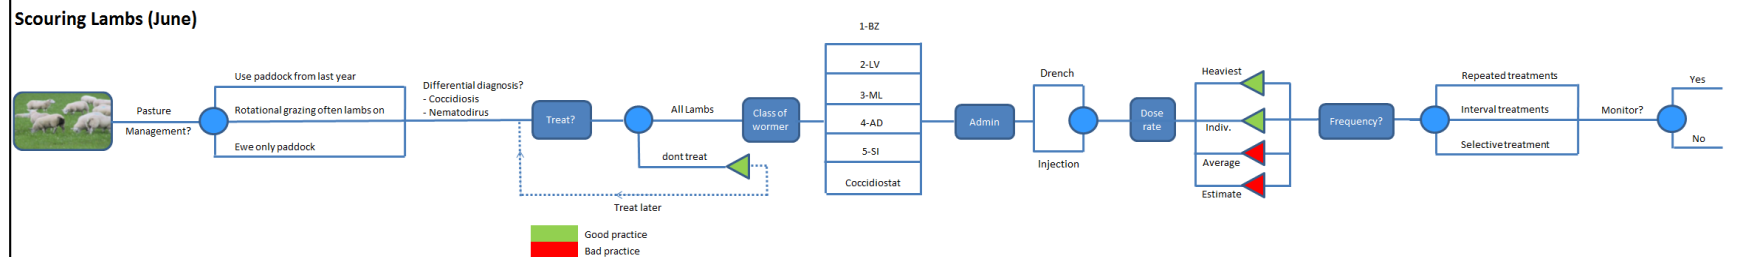 Scouring Lambs (June)
Pasture
Management?
Use paddock from last year
Rotational grazing often lambs on
Ewe only paddock
Differential diagnosis?
- Coccidiosis
- Nematodirus
Treat?
All Lambs
dont treat
Treat later
Class of
wormer
1-BZ
2-LV
3-ML
4-AD
5-SI
Coccidiostat
Admin
Drench
Injection
Dose
rate
Heaviest
Indiv.
Average
Estimate
Frequency?
Repeated treatments
Interval treatments
Selective treatment
Monitor?
Yes
No
Good practice
Bad practice